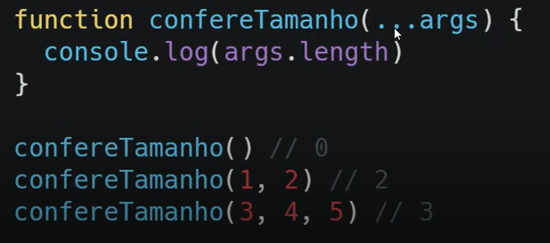 function confereTamanho(...args) {
  console.log(args.length)
}
confereTamanho() // 0
confereTamanho(1, 2) // 2
confereTamanho(3, 4, 5) // 3